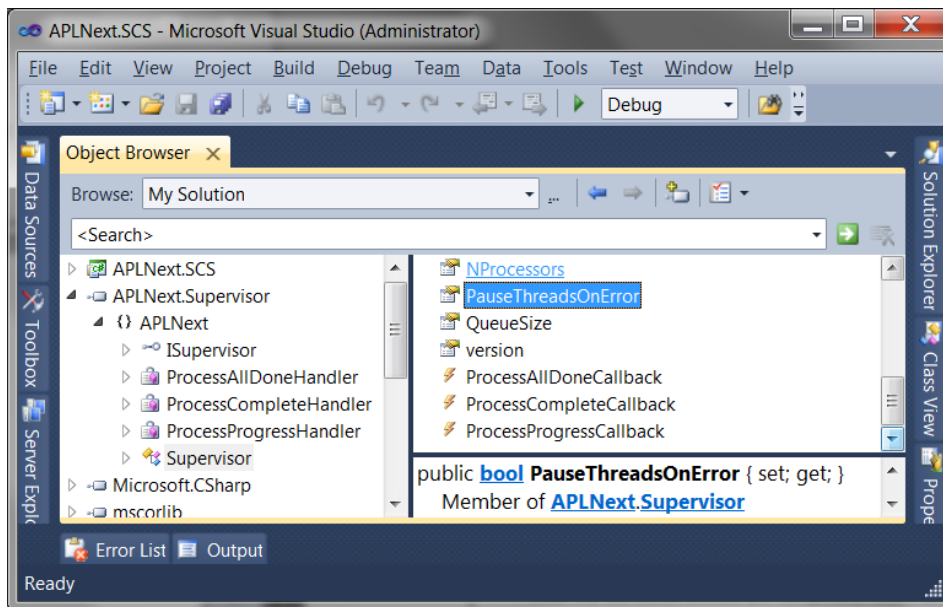 APLNext.SCS - Microsoft Visual Studio (Administrator)
File Edit View Project Build Debug Team Data Tools Test Window Help
Debug
Data Sources
Toolbox
Server Explo
Object Browser
Browse: My Solution ...
<Search>
APLNext.SCS
APLNext.Supervisor
{} APLNext
ISupervisor
ProcessAllDoneHandler
ProcessCompleteHandler
ProcessProgressHandler
Supervisor
Microsoft.CSharp
mscorlib
NProcessors
PauseThreadsOnError
QueueSize
version
ProcessAllDoneCallback
ProcessCompleteCallback
ProcessProgressCallback
public bool PauseThreadsOnError { set; get; }
Member of APLNext.Supervisor
Solution Explorer
Class View
Prope
Error List Output
Ready